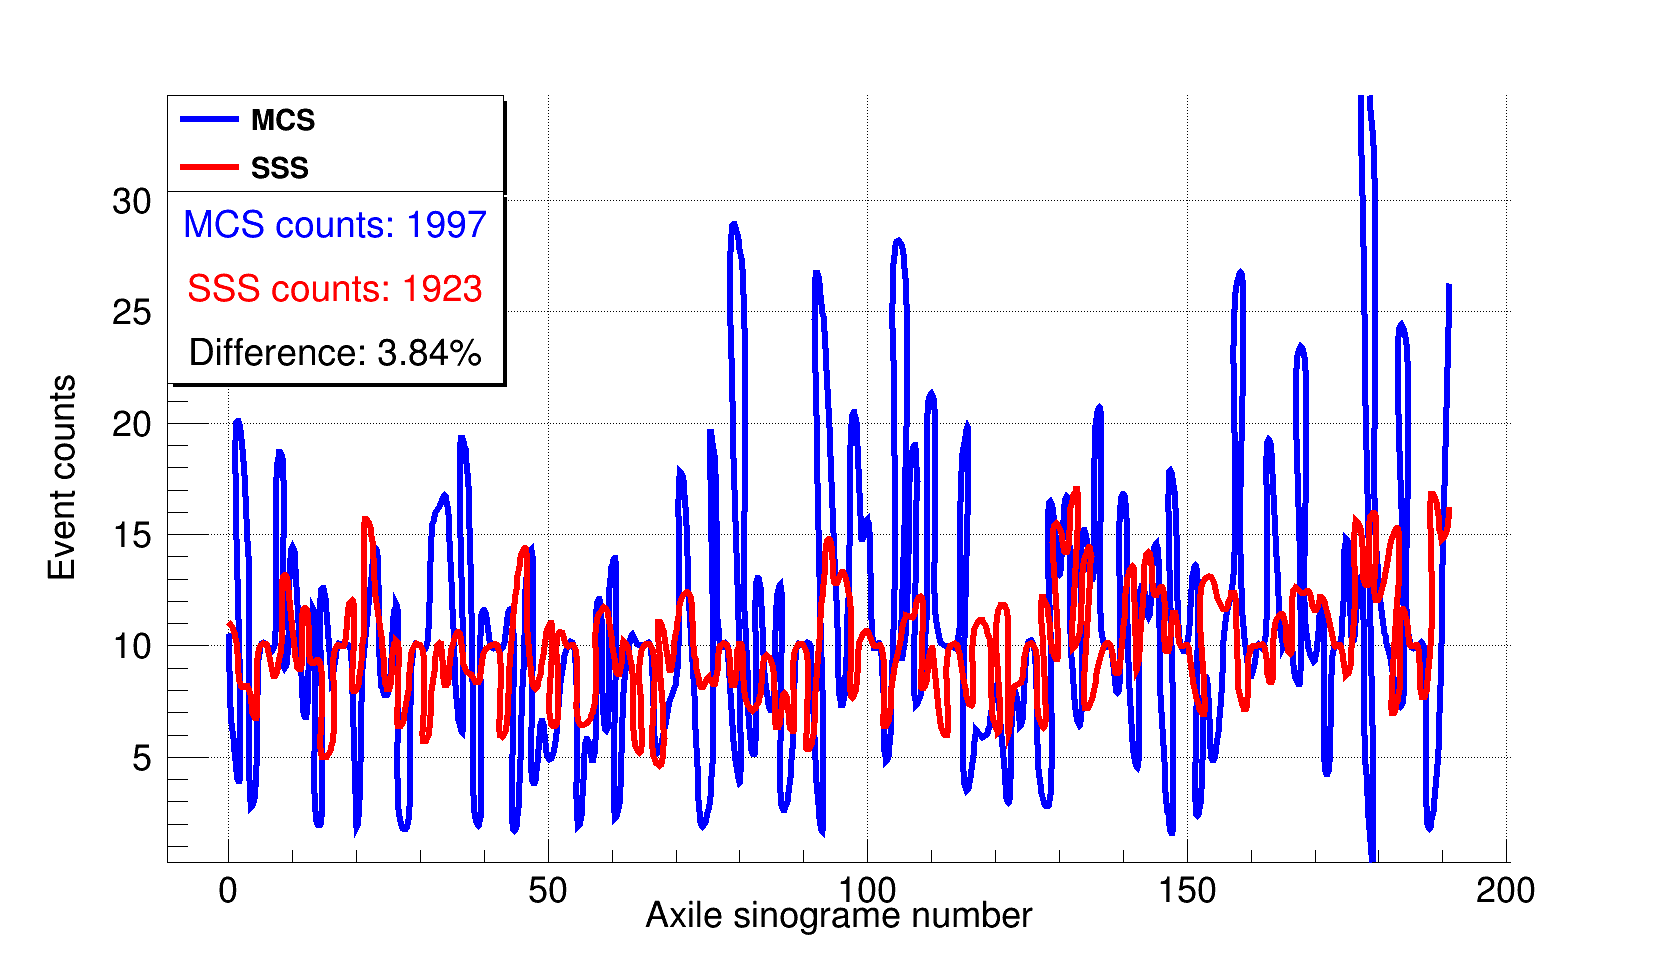 MCS
SSS
MCS counts: 1997
SSS counts: 1923
Difference: 3.84%
30
25
20
15
10
5
Event counts
0 50 100 150 200
Axile sinograme number